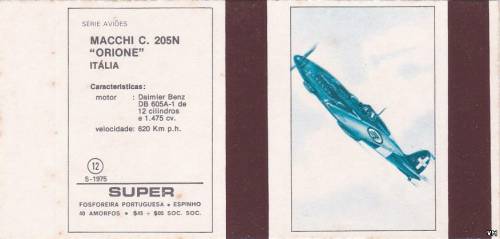 SÉRIE AVIÕES
MACCHI C. 205N
"ORIONE"
ITÁLIA
Características:
motor : Daimler Benz
DB 605A-1 de
12 cilindros
e 1.475 cv.
velocidade: 620 Km p.h.
12
S-1975
SUPER
FOSFOREIRA PORTUGUESA • ESPINHO
40 AMORFOS • $45 + $05 SOC. SOC.